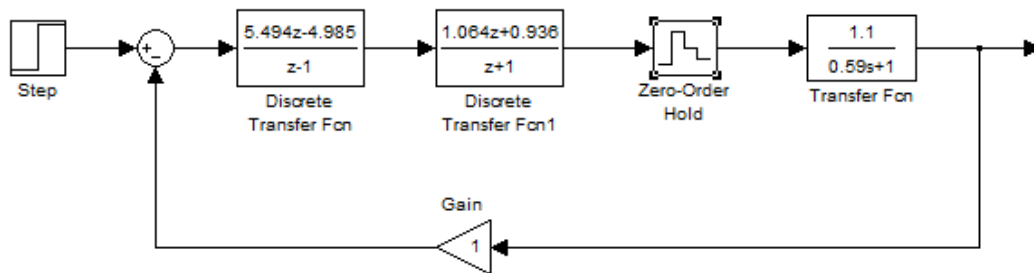 Step
+
−
5.494z-4.985
z-1
Discrete
Transfer Fcn
1.064z+0.936
z+1
Discrete
Transfer Fcn1
Zero-Order
Hold
1.1
0.59s+1
Transfer Fcn
Gain
1